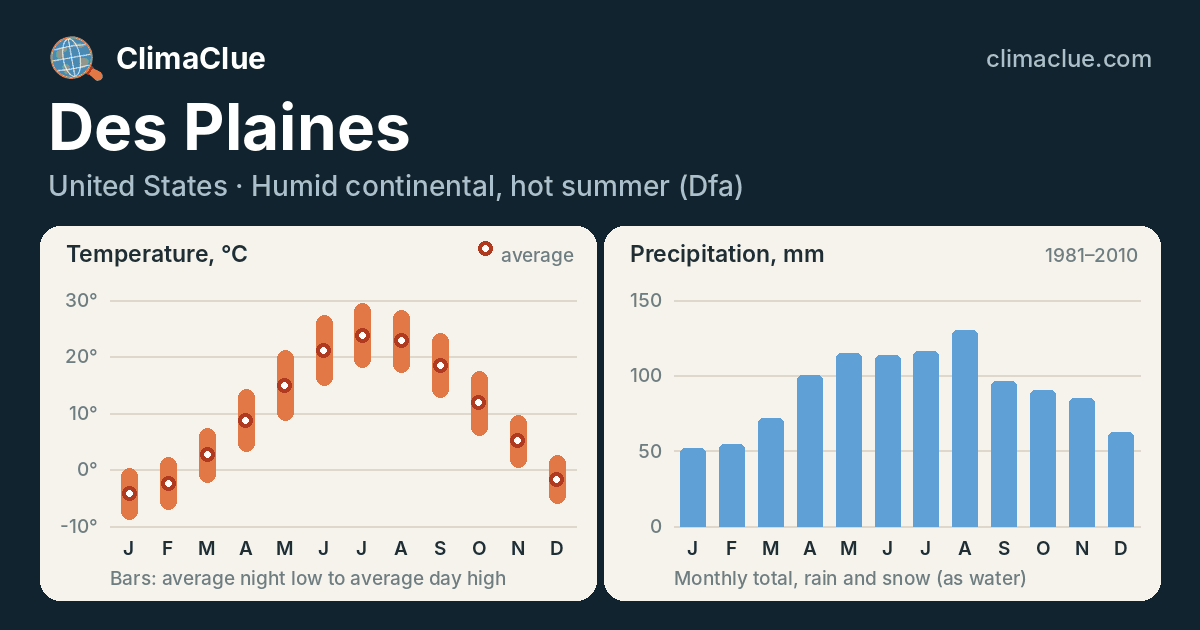 ClimaClue
climaclue.com
Des Plaines
United States · Humid continental, hot summer (Dfa)
Temperature, °C
average
30°
20°
10°
0°
-10°
J F M A M J J A S O N D
Bars: average night low to average day high
Precipitation, mm
1981–2010
150
100
50
0
J F M A M J J A S O N D
Monthly total, rain and snow (as water)